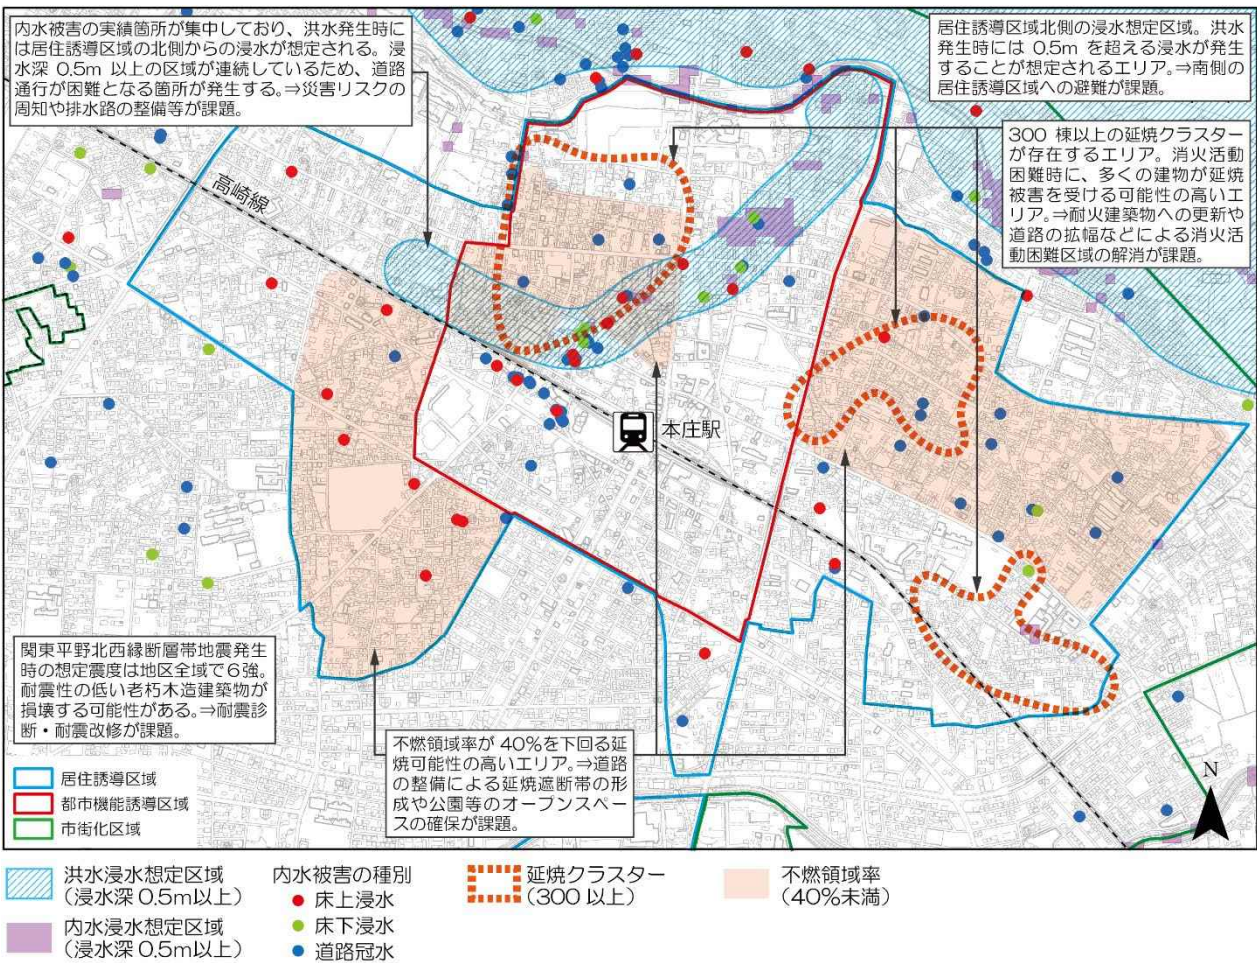 内水被害の実績箇所が集中しており、洪水発生時に
は居住誘導区域の北側からの浸水が想定される。浸
水深 0.5m 以上の区域が連続しているため、道路
通行が困難となる箇所が発生する。⇒災害リスクの
周知や排水路の整備等が課題。
居住誘導区域北側の浸水想定区域。洪水
発生時には 0.5m を超える浸水が発生
することが想定されるエリア。⇒南側の
居住誘導区域への避難が課題。
300 棟以上の延焼クラスター
が存在するエリア。消火活動
困難時に、多くの建物が延焼
被害を受ける可能性の高いエ
リア。⇒耐火建築物への更新や
道路の拡幅などによる消火活
動困難区域の解消が課題。
高崎線
本庄駅
関東平野北西縁断層帯地震発生
時の想定震度は地区全域で6強。
耐震性の低い老朽木造建築物が
損壊する可能性がある。⇒耐震診
断・耐震改修が課題。
不燃領域率が 40%を下回る延
焼可能性の高いエリア。⇒道路
の整備による延焼遮断帯の形
成や公園等のオープンスペー
スの確保が課題。
居住誘導区域
都市機能誘導区域
市街化区域
N
洪水浸水想定区域
(浸水深 0.5m以上)
内水浸水想定区域
(浸水深 0.5m以上)
内水被害の種別
床上浸水
床下浸水
道路冠水
延焼クラスター
(300 以上)
不燃領域率
(40%未満)